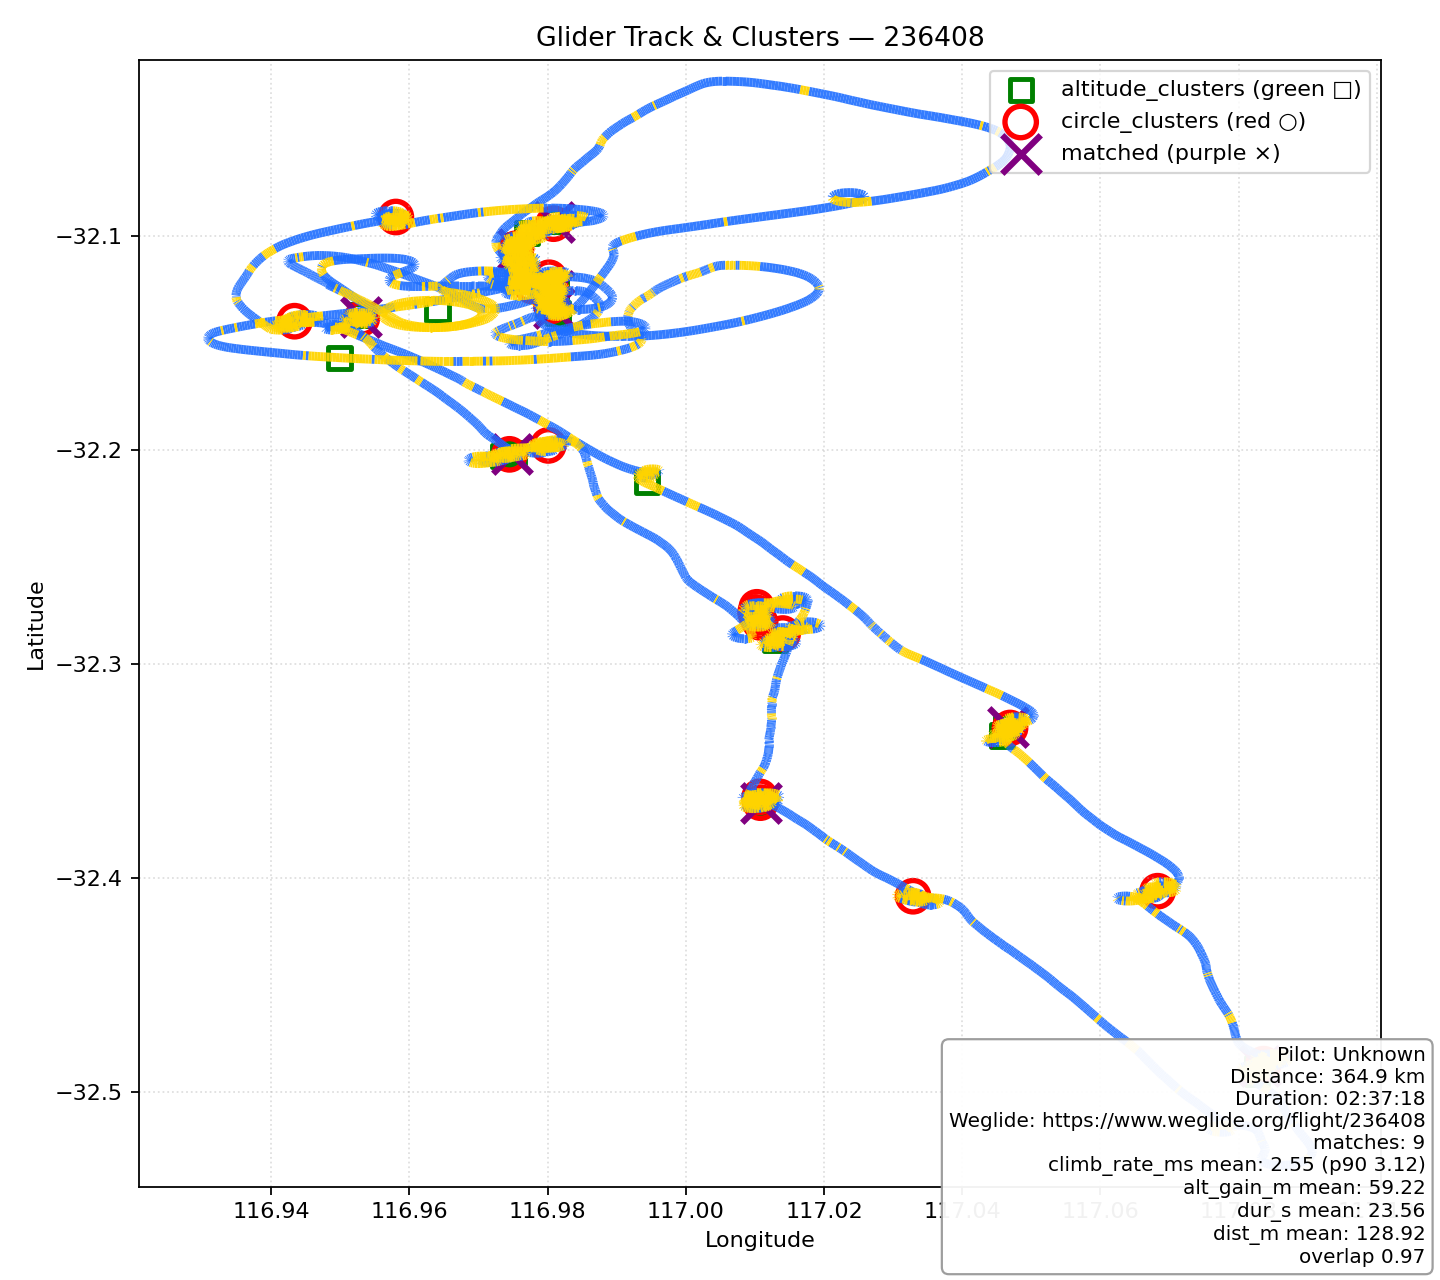 Glider Track & Clusters — 236408
altitude_clusters (green □)
circle_clusters (red ○)
matched (purple ×)
−32.1
−32.2
−32.3
−32.4
−32.5
Latitude
116.94
116.96
116.98
117.00
117.02
117.04
117.06
Longitude
Pilot: Unknown
Distance: 364.9 km
Duration: 02:37:18
Weglide: https://www.weglide.org/flight/236408
matches: 9
climb_rate_ms mean: 2.55 (p90 3.12)
alt_gain_m mean: 59.22
dur_s mean: 23.56
dist_m mean: 128.92
overlap 0.97